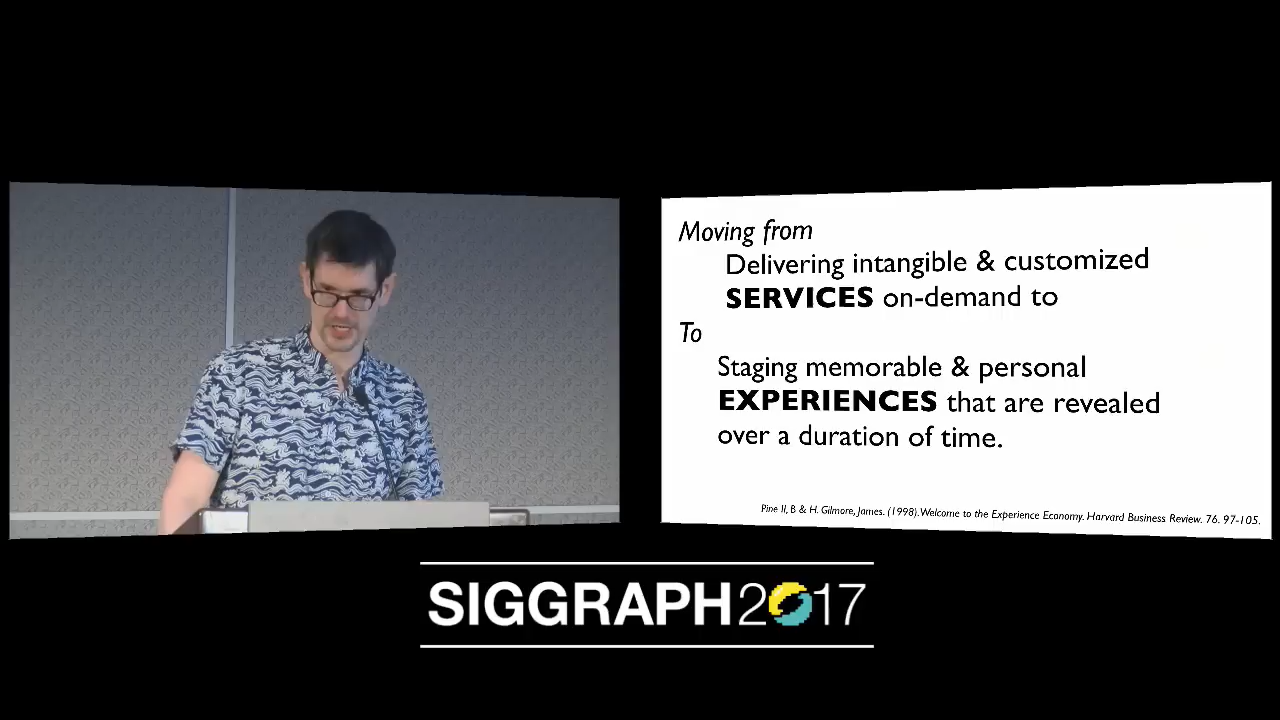 Moving from
Delivering intangible & customized
SERVICES on-demand to
To
Staging memorable & personal
EXPERIENCES that are revealed
over a duration of time.
Pine II, B & H. Gilmore, James. (1998). Welcome to the Experience Economy. Harvard Business Review. 76. 97-105.
SIGGRAPH2017